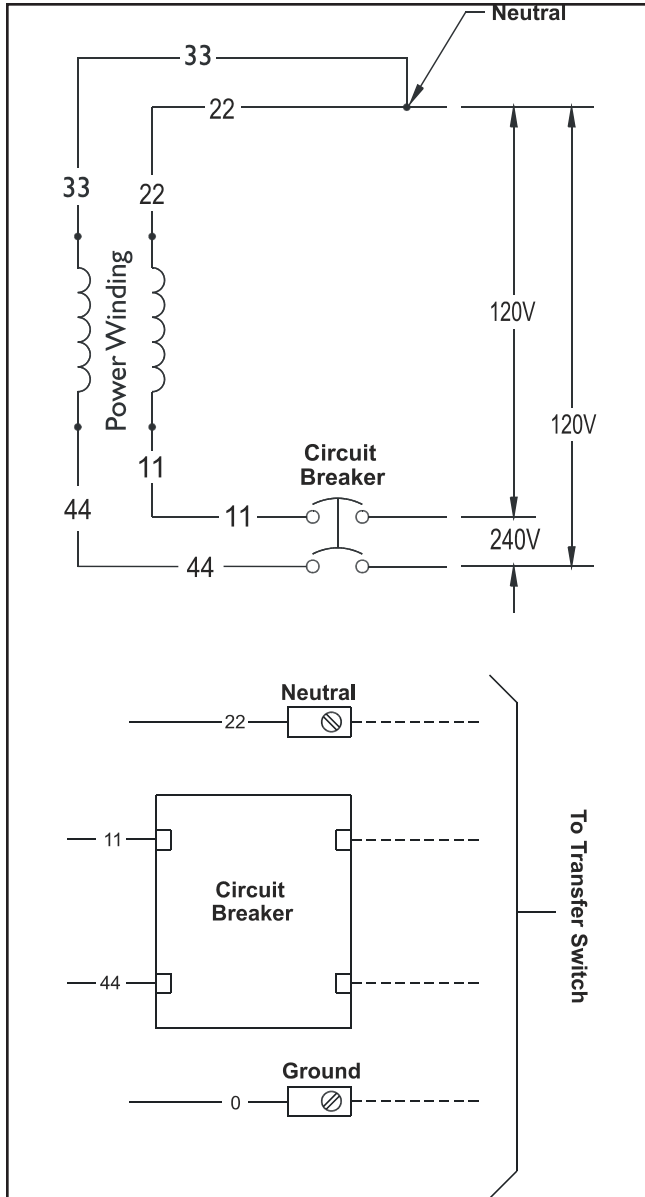 Neutral
33
22
33
22
Power Winding
120V
120V
Circuit
Breaker
11
44
11
240V
44
Neutral
22
11
Circuit
Breaker
To Transfer Switch
44
Ground
0